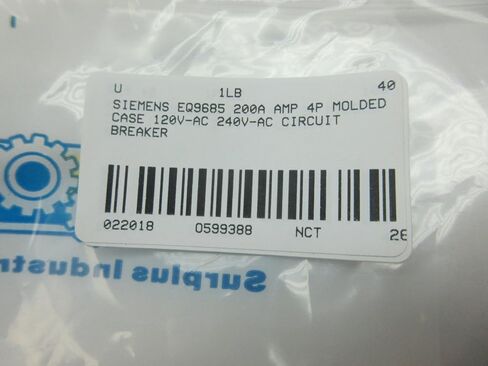 U 1LB 40
SIEMENS EQ9685 200A AMP 4P MOLDED
CASE 120V-AC 240V-AC CIRCUIT
BREAKER
022018 0599388 NCT 26
Surplus Industr